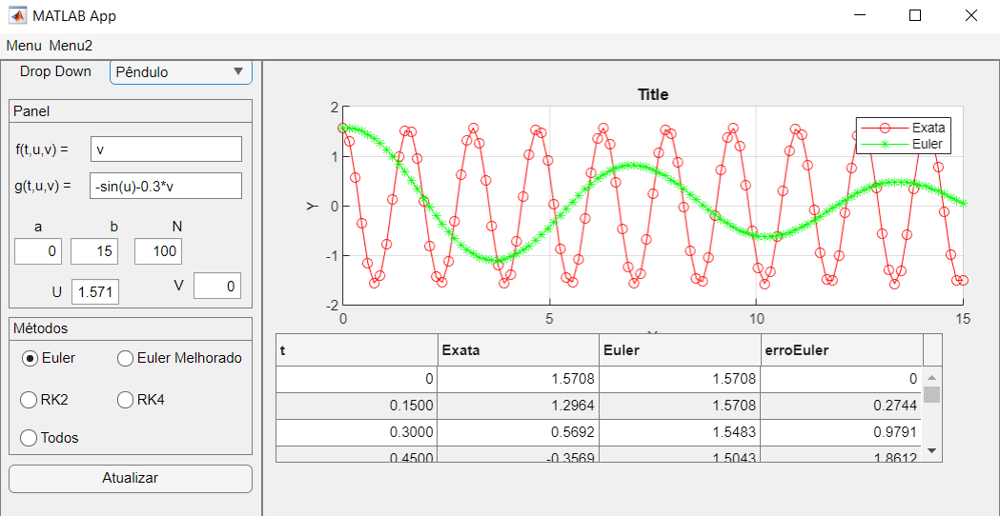 MATLAB App
Menu Menu2
Drop Down Pêndulo
Panel
f(t,u,v) = v
g(t,u,v) = -sin(u)-0.3*v
a b N
0 15 100
U 1.571 V 0
Métodos
Euler Euler Melhorado
RK2 RK4
Todos
Atualizar
Title
Exata
Euler
Y
2
1
0
-1
-2
0 5 10 15
t Exata Euler erroEuler
0 1.5708 1.5708 0
0.1500 1.2964 1.5708 0.2744
0.3000 0.5692 1.5483 0.9791
0.4500 -0.3569 1.5043 1.8612